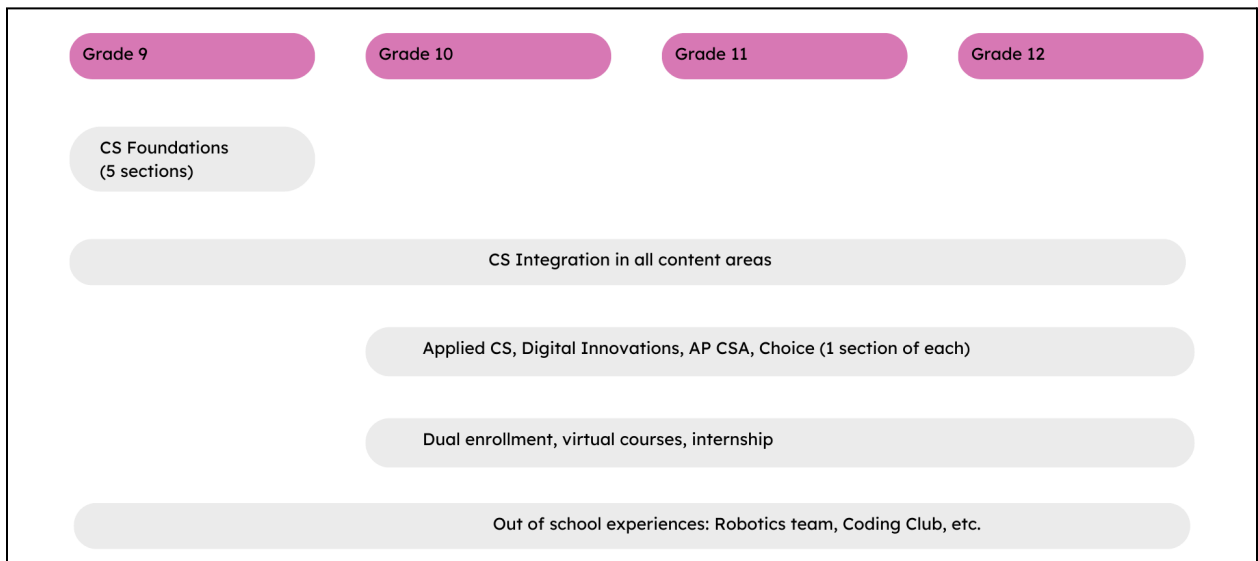 Grade 9
Grade 10
Grade 11
Grade 12
CS Foundations
(5 sections)
CS Integration in all content areas
Applied CS, Digital Innovations, AP CSA, Choice (1 section of each)
Dual enrollment, virtual courses, internship
Out of school experiences: Robotics team, Coding Club, etc.